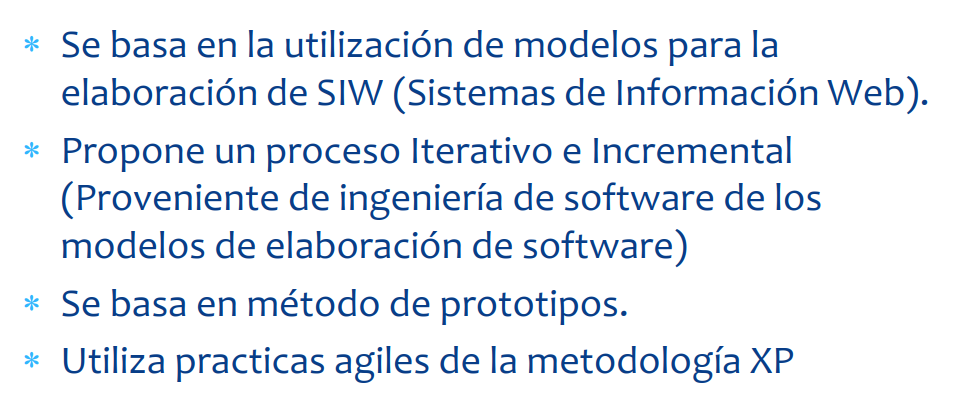 * Se basa en la utilización de modelos para la
elaboración de SIW (Sistemas de Información Web).
* Propone un proceso Iterativo e Incremental
(Proveniente de ingeniería de software de los
modelos de elaboración de software)
* Se basa en método de prototipos.
* Utiliza practicas agiles de la metodología XP